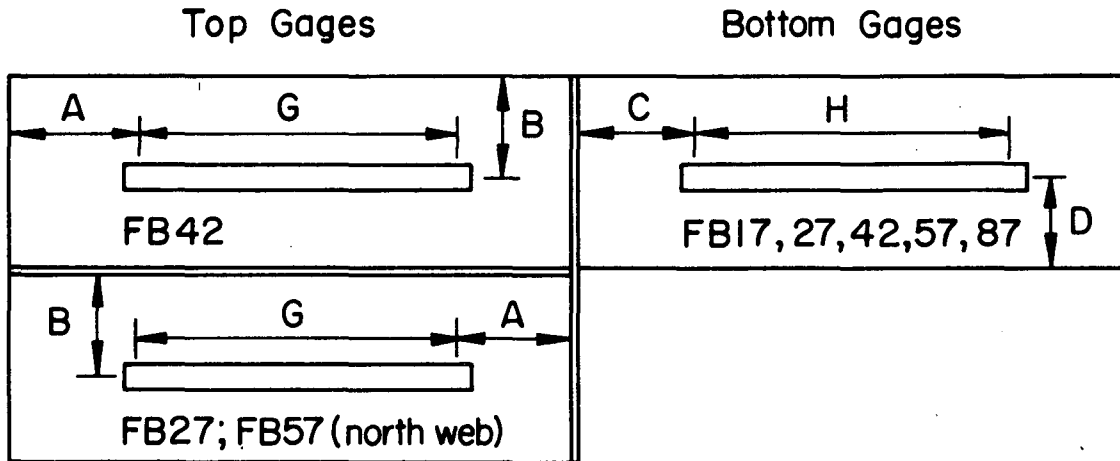 Top Gages
Bottom Gages
A
G
B
FB42
C
H
D
FB17, 27, 42, 57, 87
B
G
A
FB27; FB57 (north web)